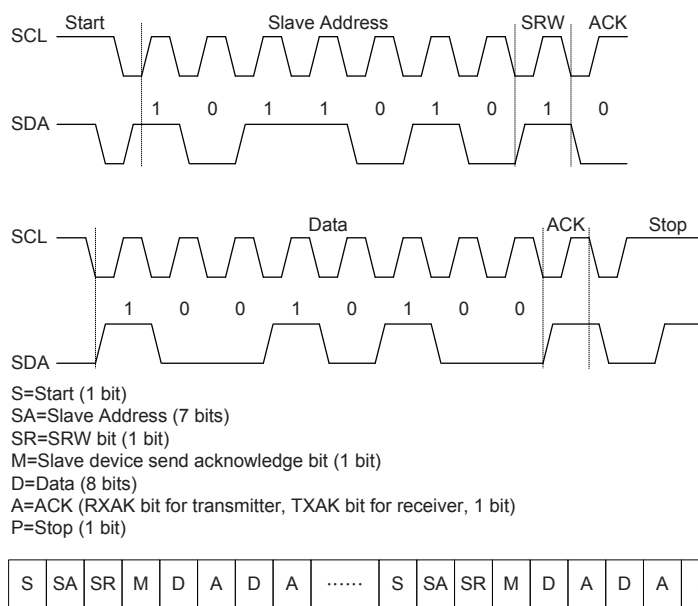 Start Slave Address SRW ACK
SCL
1 0 1 1 0 1 0 1 0
SDA
Data ACK Stop
SCL
1 0 0 1 0 1 0 0
SDA
S=Start (1 bit)
SA=Slave Address (7 bits)
SR=SRW bit (1 bit)
M=Slave device send acknowledge bit (1 bit)
D=Data (8 bits)
A=ACK (RXAK bit for transmitter, TXAK bit for receiver, 1 bit)
P=Stop (1 bit)
S SA SR M D A D A ...... S SA SR M D A D A